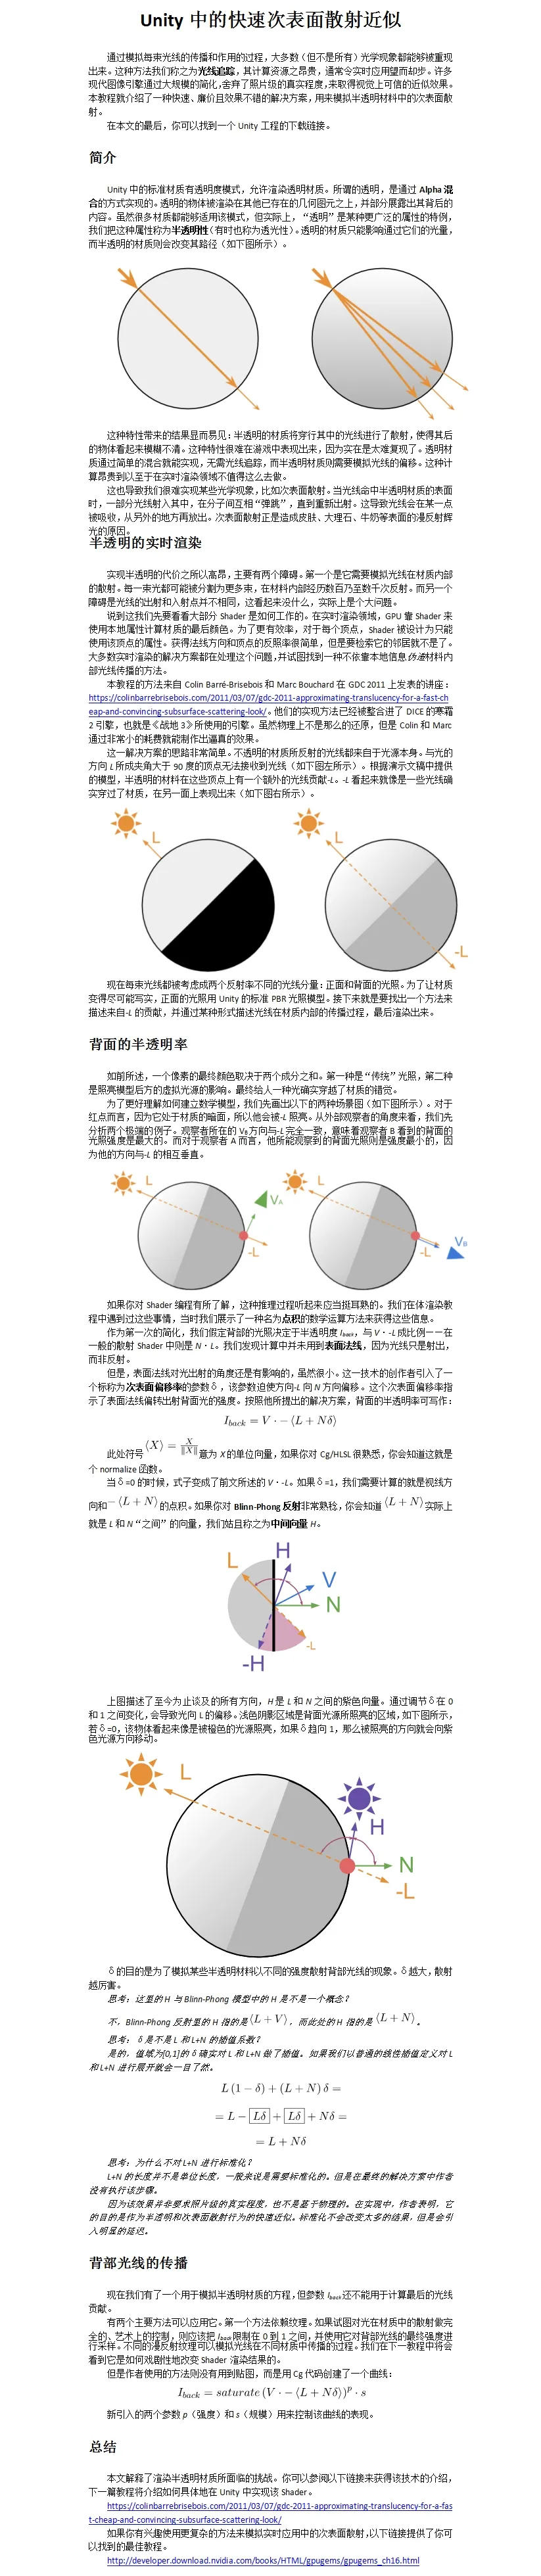 Unity 中的快速次表面散射近似
通过模拟每束光线的传播和作用的过程，大多数（但不是所有）光学现象都能够被重现
出来。这种方法我们称之为光线追踪，其计算资源之昂贵，通常令实时应用望而却步。许多
现代图像引擎通过大规模的简化，舍弃了照片级的真实程度，来取得视觉上可信的近似效果。
本教程就介绍了一种快速、廉价且效果不错的解决方案，用来模拟半透明材料中的次表面散
射。
在本文的最后，你可以找到一个 Unity 工程的下载链接。
简介
Unity 中的标准材质有透明度模式，允许渲染透明材质。所谓的透明，是通过 Alpha 混
合的方式实现的。透明的物体被渲染在其他已存在的几何图元之上，并部分展露出其背后的
内容。虽然很多材质都能够适用该模式，但实际上，“透明”是某种更广泛的属性的特例，
我们把这种属性称为半透明性（有时也称为透光性）。透明的材质只能影响通过它们的光量，
而半透明的材质则会改变其路径（如下图所示）。
这种特性带来的结果显而易见：半透明的材质将穿行其中的光线进行了散射，使得其后
的物体看起来模糊不清。这种特性很难在游戏中表现出来，因为实在是太难复现了。透明材
质通过简单的混合就能实现，无需光线追踪，而半透明材质则需要模拟光线的偏移。这种计
算昂贵到以至于在实时渲染领域不值得这么去做。
这也导致我们很难实现某些光学现象，比如次表面散射。当光线命中半透明材质的表面
时，一部分光线射入其中，在分子间互相“弹跳”，直到重新出射。这导致光线会在某一点
被吸收，从另外的地方再放出。次表面散射正是造成皮肤、大理石、牛奶等表面的漫反射辉
光的原因。
半透明的实时渲染
实现半透明的代价之所以高昂，主要有两个障碍。第一个是它需要模拟光线在材质内部
的散射。每一束光都可能被分割为更多束，在材料内部经历数百乃至数千次反射。而另一个
障碍是光线的出射和入射点并不相同，这看起来没什么，实际上是个大问题。
说到这我们先要看看大部分 Shader 是如何工作的。在实时渲染领域，GPU 靠 Shader 来
使用本地属性计算材质的最后颜色。为了更有效率，对于每个顶点，Shader 被设计为只能
使用该顶点的属性。获得法线方向和顶点的反照率很简单，但是要检索它的邻居就不是了。
大多数实时渲染的解决方案都在处理这个问题，并试图找到一种不依靠本地信息伪造材料内
部光线传播的方法。
本教程的方法来自 Colin Barré-Brisebois 和 Marc Bouchard 在 GDC 2011 上发表的讲座：
https://colinbarrebrisebois.com/2011/03/07/gdc-2011-approximating-translucency-for-a-fast-ch
eap-and-convincing-subsurface-scattering-look/。他们的实现方法已经被整合进了 DICE 的寒霜
2 引擎，也就是《战地 3》所使用的引擎。虽然物理上不是那么的还原，但是 Colin 和 Marc
通过非常小的耗费就能制作出逼真的效果。
这一解决方案的思路非常简单。不透明的材质所反射的光线都来自于光源本身。与光的
方向 L 所成夹角大于 90 度的顶点无法接收到光线（如下图左所示）。根据演示文稿中提供
的模型，半透明的材料在这些顶点上有一个额外的光线贡献-L。-L 看起来就像是一些光线确
实穿过了材质，在另一面上表现出来（如下图右所示）。
L L
-L
现在每束光线都被考虑成两个反射率不同的光线分量：正面和背面的光照。为了让材质
变得尽可能写实，正面的光照用 Unity 的标准 PBR 光照模型。接下来就是要找出一个方法来
描述来自-L 的贡献，并通过某种形式描述光线在材质内部的传播过程，最后渲染出来。
背面的半透明率
如前所述，一个像素的最终颜色取决于两个成分之和。第一种是“传统”光照，第二种
是照亮模型后方的虚拟光源的影响。最终给人一种光确实穿越了材质的错觉。
为了更好理解如何建立数学模型，我们先画出以下的两种场景图（如下图所示）。对于
红点而言，因为它处于材质的暗面，所以他会被-L 照亮。从外部观察者的角度来看，我们先
分析两个极端的例子。观察者所在的 VB方向与-L 完全一致，意味着观察者 B 看到的背面的
光照强度是最大的。而对于观察者 A 而言，他所能观察到的背面光照则是强度最小的，因
为他的方向与-L 的相互垂直。
L VA L
-L -L VB
如果你对 Shader 编程有所了解，这种推理过程听起来应当挺耳熟的。我们在体渲染教
程中遇到过这些事情，当时我们展示了一种名为点积的数学运算方法来获得这些信息。
作为第一次的简化，我们假定背部的光照决定于半透明度 Iback，与 V·-L 成比例——在
一般的散射 Shader 中则是 N·L。我们发现计算中并未用到表面法线，因为光线只是射出，
而非反射。
但是，表面法线对光出射的角度还是有影响的，虽然很小。这一技术的创作者引入了一
个标称为次表面偏移率的参数 δ，该参数迫使方向-L 向 N 方向偏移。这个次表面偏移率指
示了表面法线偏转出射背面光的强度。按照他所提出的解决方案，背面的半透明率可写作：
Iback = V · − ⟨L + Nδ⟩
此处符号⟨X⟩ = X/‖X‖意为 X 的单位向量，如果你对 Cg/HLSL 很熟悉，你会知道这就是
个 normalize 函数。
当 δ=0 的时候，式子变成了前文所述的 V·-L。如果 δ=1，我们需要计算的就是视线方
向和− ⟨L + N⟩的点积。如果你对 Blinn-Phong 反射非常熟稔，你会知道 ⟨L + N⟩实际上
就是 L 和 N“之间”的向量，我们姑且称之为中间向量 H。
H
L
V
N
-L
-H
上图描述了至今为止谈及的所有方向，H 是 L 和 N 之间的紫色向量。通过调节 δ 在 0
和 1 之间变化，会导致光向 L 的偏移。浅色阴影区域是背面光源所照亮的区域，如下图所示，
若 δ=0，该物体看起来像是被橙色的光源照亮，如果 δ 趋向 1，那么被照亮的方向就会向紫
色光源方向移动。
L
H
N
-L
δ 的目的是为了模拟某些半透明材料以不同的强度散射背部光线的现象。δ 越大，散射
越厉害。
思考：这里的 H 与 Blinn-Phong 模型中的 H 是不是一个概念？
不，Blinn-Phong 反射里的 H 指的是⟨L + V⟩，而此处的 H 指的是 ⟨L + N⟩。
思考：δ 是不是 L 和 L+N 的插值系数？
是的，值域为[0,1]的 δ 确实对 L 和 L+N 做了插值。如果我们以普通的线性插值定义对 L
和 L+N 进行展开就会一目了然。
L (1 − δ) + (L + N) δ =
= L − Lδ + Lδ + Nδ =
= L + Nδ
思考：为什么不对 L+N 进行标准化？
L+N 的长度并不是单位长度，一般来说是需要标准化的。但是在最终的解决方案中作者
没有执行该步骤。
因为该效果并非要求照片级的真实程度，也不是基于物理的。在实现中，作者表明，它
的目的是作为半透明和次表面散射行为的快速近似。标准化不会改变太多的结果，但是会引
入明显的延迟。
背部光线的传播
现在我们有了一个用于模拟半透明材质的方程，但参数 Iback还不能用于计算最后的光线
贡献。
有两个主要方法可以应用它。第一个方法依赖纹理。如果试图对光在材质中的散射做完
全的、艺术上的控制，则应该把 Iback限制在 0 到 1 之间，并使用它对背部光线的最终强度进
行采样。不同的漫反射纹理可以模拟光线在不同材质中传播的过程。我们在下一教程中将会
看到它是如何戏剧性地改变 Shader 渲染结果的。
但是作者使用的方法则没有用到贴图，而是用 Cg 代码创建了一个曲线：
Iback = saturate (V · − ⟨L + Nδ⟩)p · s
新引入的两个参数 p（强度）和 s（规模）用来控制该曲线的表现。
总结
本文解释了渲染半透明材质所面临的挑战。你可以参阅以下链接来获得该技术的介绍，
下一篇教程将介绍如何具体地在 Unity 中实现该 Shader。
https://colinbarrebrisebois.com/2011/03/07/gdc-2011-approximating-translucency-for-a-fas
t-cheap-and-convincing-subsurface-scattering-look/
如果你有兴趣使用更复杂的方法来模拟实时应用中的次表面散射，以下链接提供了你可
以找到的最佳教程。
http://developer.download.nvidia.com/books/HTML/gpugems/gpugems_ch16.html